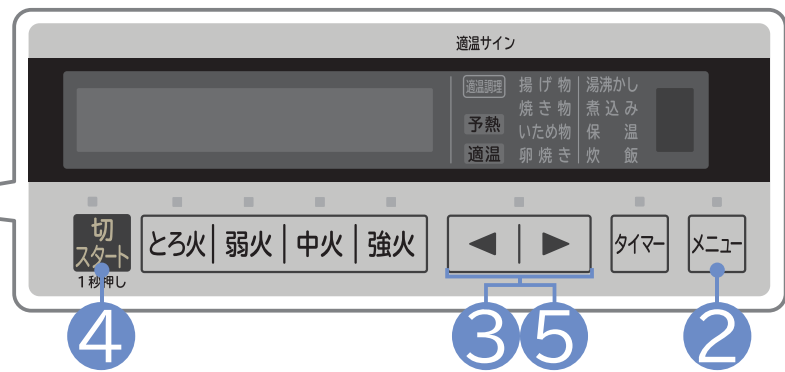 適温サイン
適温調理 揚げ物 湯沸かし
焼き物 煮込み
予熱 いため物 保温
適温 卵焼き 炊飯
切
スタート とろ火 弱火 中火 強火 ◀ ▶ タイマー メニュー
1秒押し
4 3 5 2